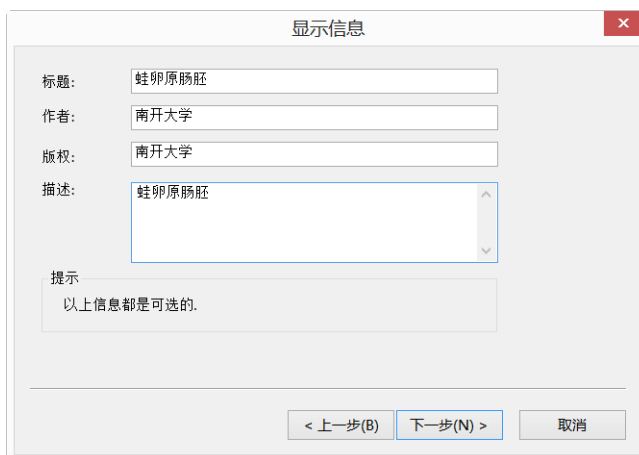 显示信息
标题: 蛙卵原肠胚
作者: 南开大学
版权: 南开大学
描述: 蛙卵原肠胚
提示
以上信息都是可选的.
< 上一步(B) 下一步(N) > 取消